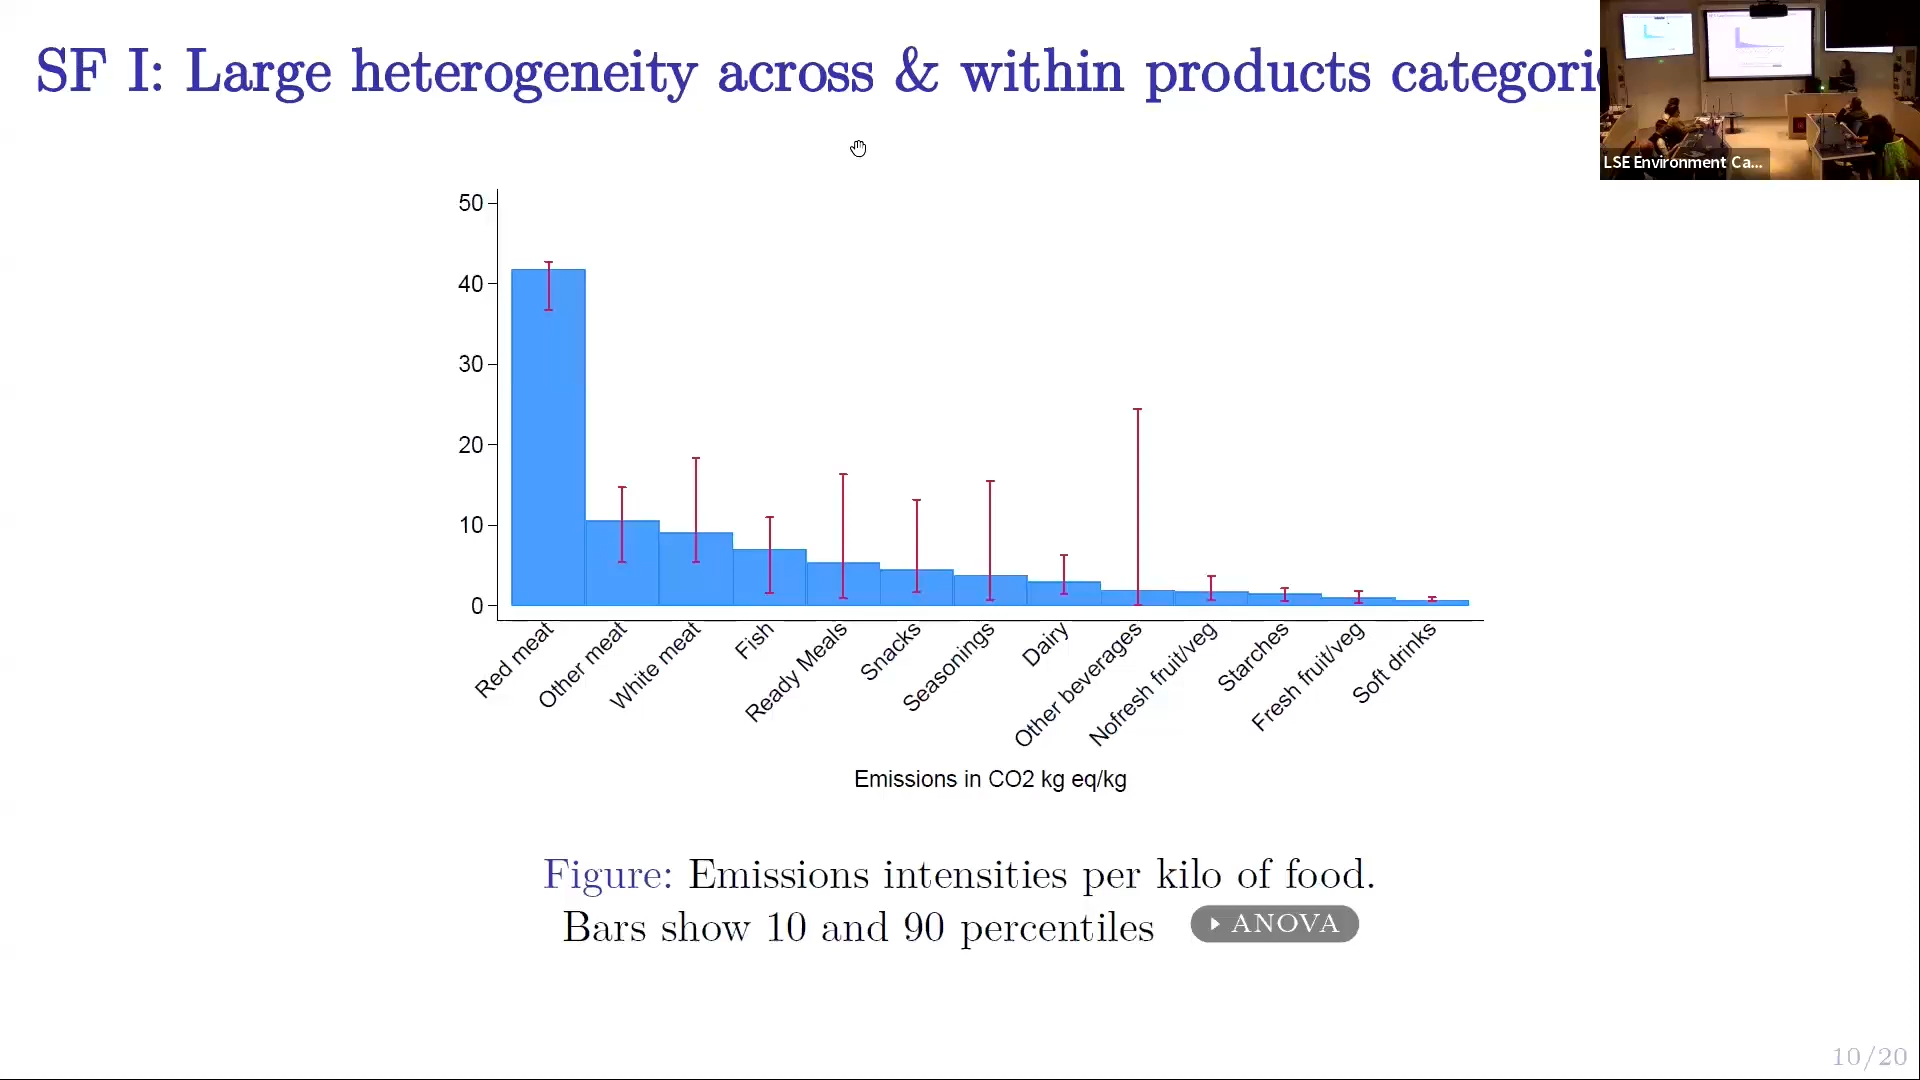 SF I: Large heterogeneity across & within products categori
LSE Environment Ca...
50
40
30
20
10
0
Red meat
Other meat
White meat
Fish
Ready Meals
Snacks
Seasonings
Dairy
Other beverages
Nofresh fruit/veg
Starches
Fresh fruit/veg
Soft drinks
Emissions in CO2 kg eq/kg
Figure: Emissions intensities per kilo of food.
Bars show 10 and 90 percentiles
ANOVA
10/20